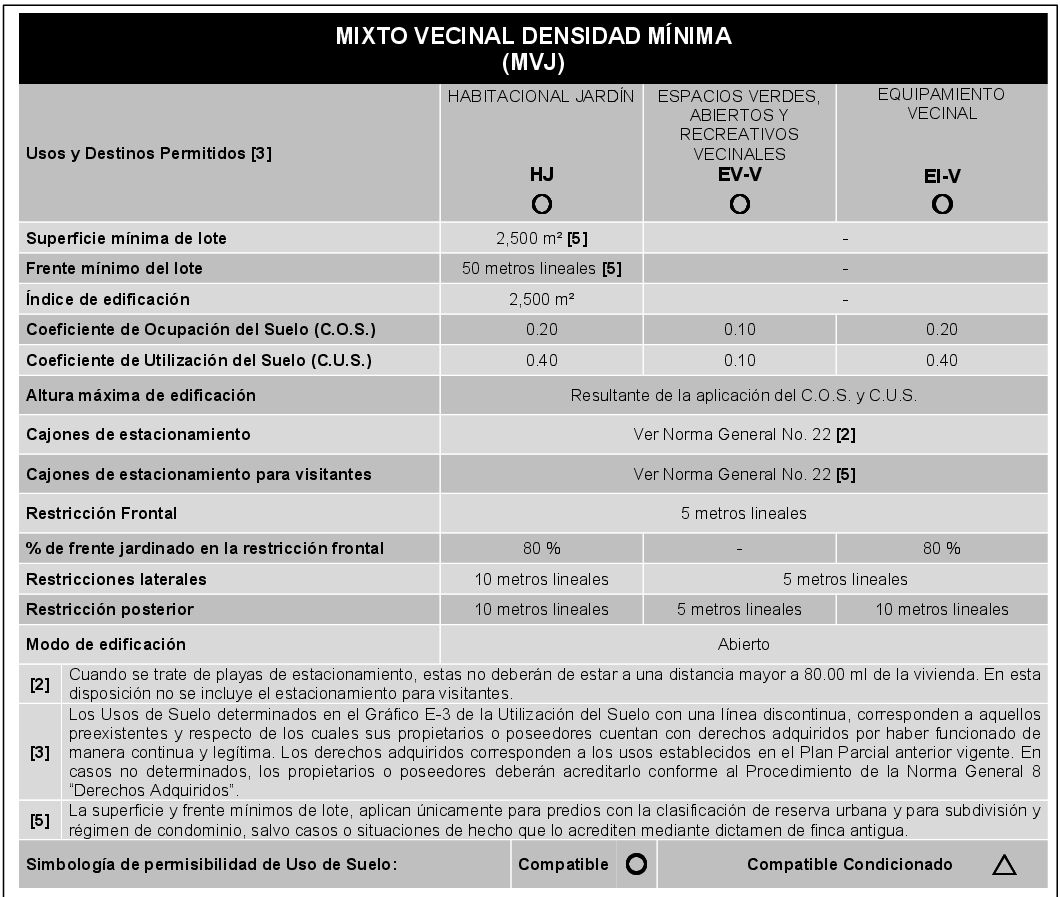 MIXTO VECINAL DENSIDAD MÍNIMA
(MVJ)
Usos y Destinos Permitidos [3]
HABITACIONAL JARDÍN
HJ
ESPACIOS VERDES,
ABIERTOS Y
RECREATIVOS
VECINALES
EV-V
EQUIPAMIENTO
VECINAL
EI-V
Superficie mínima de lote 2,500 m² [5] -
Frente mínimo del lote 50 metros lineales [5] -
Índice de edificación 2,500 m² -
Coeficiente de Ocupación del Suelo (C.O.S.) 0.20 0.10 0.20
Coeficiente de Utilización del Suelo (C.U.S.) 0.40 0.10 0.40
Altura máxima de edificación Resultante de la aplicación del C.O.S. y C.U.S.
Cajones de estacionamiento Ver Norma General No. 22 [2]
Cajones de estacionamiento para visitantes Ver Norma General No. 22 [5]
Restricción Frontal 5 metros lineales
% de frente jardinado en la restricción frontal 80 % - 80 %
Restricciones laterales 10 metros lineales 5 metros lineales
Restricción posterior 10 metros lineales 5 metros lineales 10 metros lineales
Modo de edificación Abierto
[2] Cuando se trate de playas de estacionamiento, estas no deberán de estar a una distancia mayor a 80.00 ml de la vivienda. En esta
disposición no se incluye el estacionamiento para visitantes.
[3] Los Usos de Suelo determinados en el Gráfico E-3 de la Utilización del Suelo con una línea discontinua, corresponden a aquellos
preexistentes y respecto de los cuales sus propietarios o poseedores cuentan con derechos adquiridos por haber funcionado de
manera continua y legítima. Los derechos adquiridos corresponden a los usos establecidos en el Plan Parcial anterior vigente. En
casos no determinados, los propietarios o poseedores deberán acreditarlo conforme al Procedimiento de la Norma General 8
"Derechos Adquiridos".
[5] La superficie y frente mínimos de lote, aplican únicamente para predios con la clasificación de reserva urbana y para subdivisión y
régimen de condominio, salvo casos o situaciones de hecho que lo acrediten mediante dictamen de finca antigua.
Simbología de permisibilidad de Uso de Suelo: Compatible Compatible Condicionado